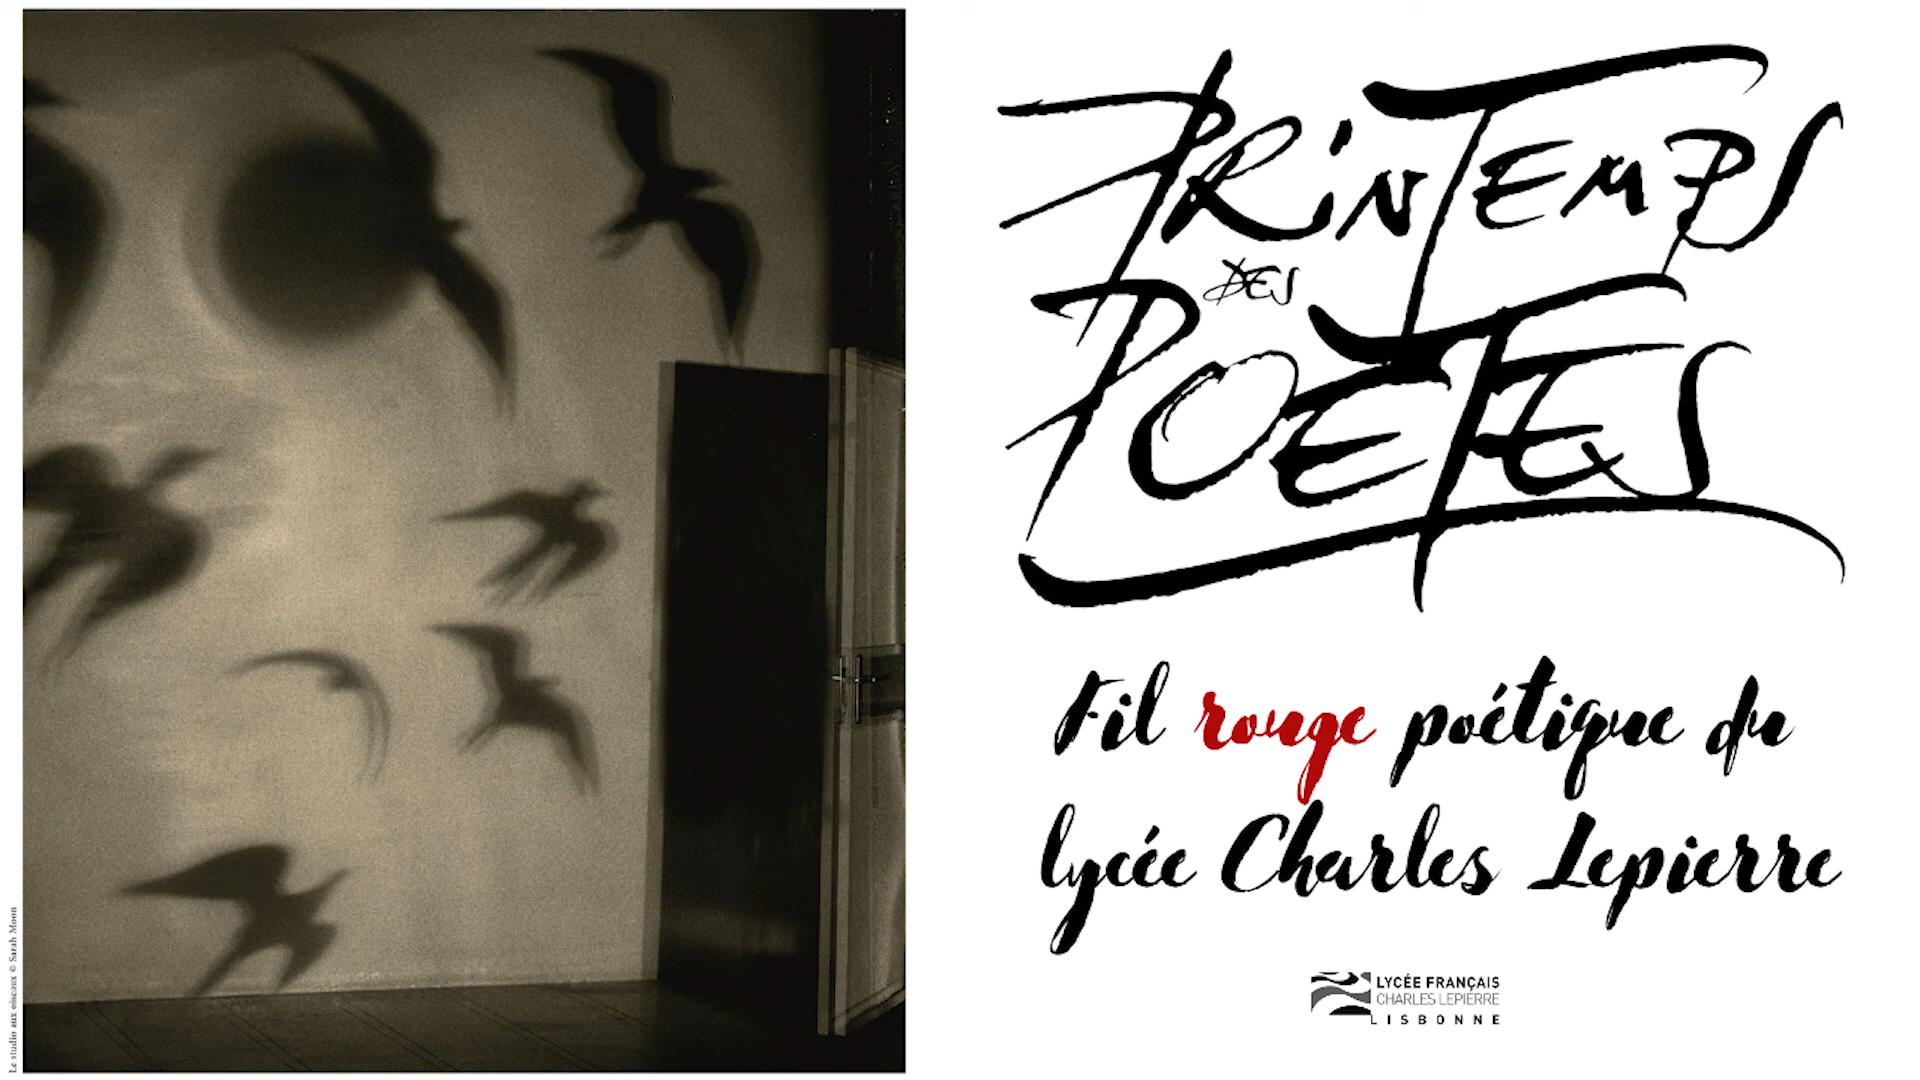 Le studio aux oiseaux © Sarah Moon
PRINTEMPS
DES
POETES
Fil rouge poétique du
lycée Charles Lepierre
LYCÉE FRANÇAIS
CHARLES LEPIERRE
LISBONNE